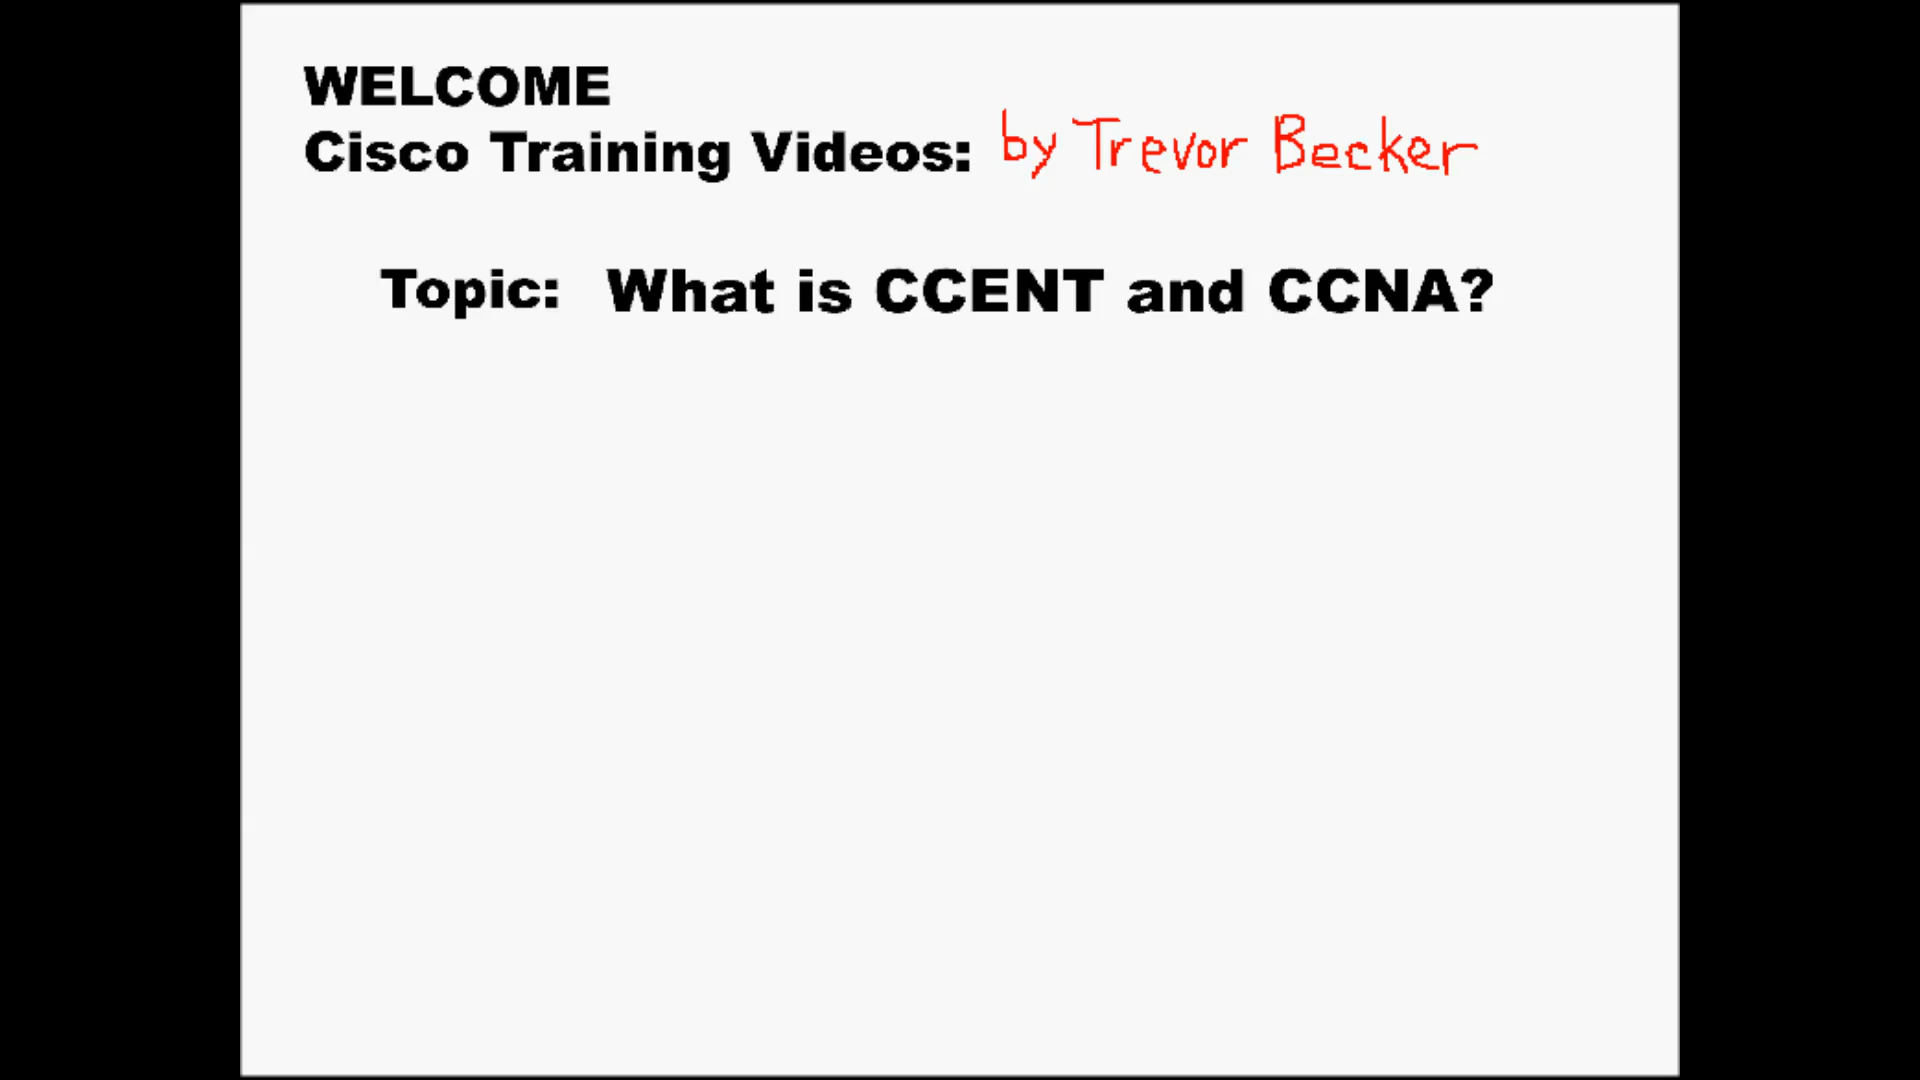 WELCOME
Cisco Training Videos: by Trevor Becker
Topic: What is CCENT and CCNA?